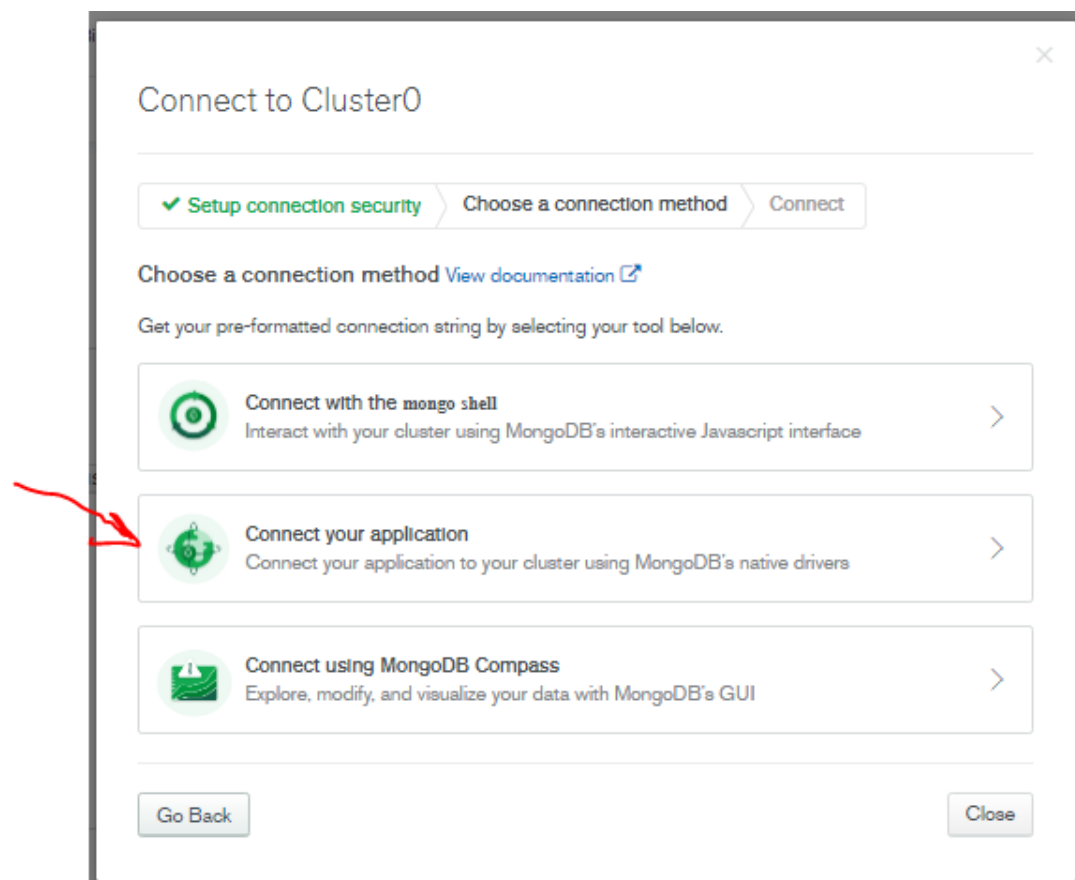 Connect to Cluster0
Setup connection security Choose a connection method Connect
Choose a connection method View documentation
Get your pre-formatted connection string by selecting your tool below.
Connect with the mongo shell
Interact with your cluster using MongoDB's interactive Javascript interface
Connect your application
Connect your application to your cluster using MongoDB's native drivers
Connect using MongoDB Compass
Explore, modify, and visualize your data with MongoDB's GUI
Go Back Close